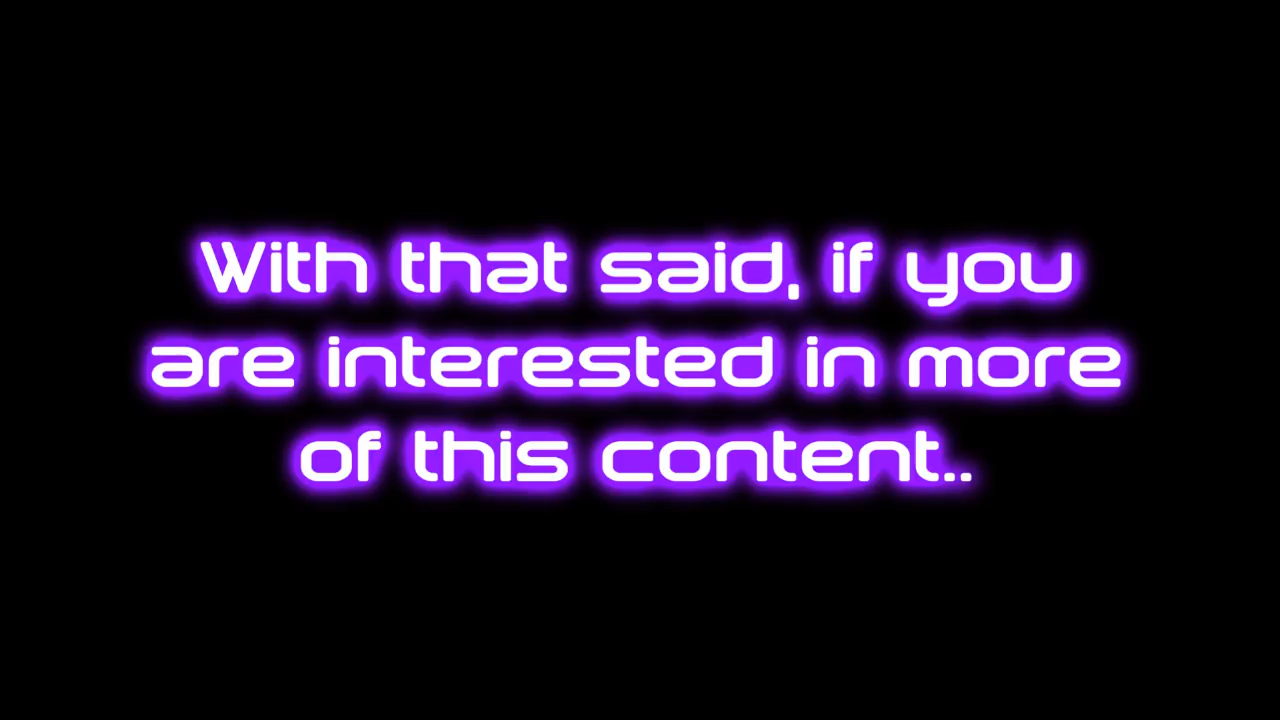 With that said, if you
are interested in more
of this content..